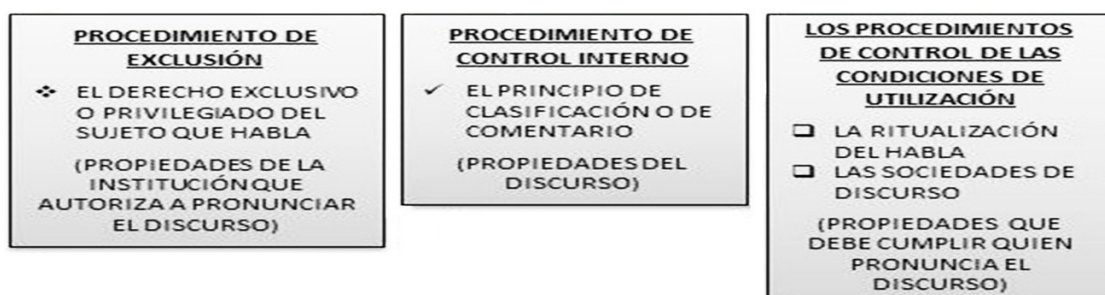 PROCEDIMIENTO DE
EXCLUSIÓN
❖ EL DERECHO EXCLUSIVO
O PRIVILEGIADO DEL
SUJETO QUE HABLA
(PROPIEDADES DE LA
INSTITUCIÓN QUE
AUTORIZA A PRONUNCIAR
EL DISCURSO)
PROCEDIMIENTO DE
CONTROL INTERNO
✓ EL PRINCIPIO DE
CLASIFICACIÓN O DE
COMENTARIO
(PROPIEDADES DEL
DISCURSO)
LOS PROCEDIMIENTOS
DE CONTROL DE LAS
CONDICIONES DE
UTILIZACIÓN
❑ LA RITUALIZACIÓN
DEL HABLA
❑ LAS SOCIEDADES DE
DISCURSO
(PROPIEDADES QUE
DEBE CUMPLIR QUIEN
PRONUNCIA EL
DISCURSO)